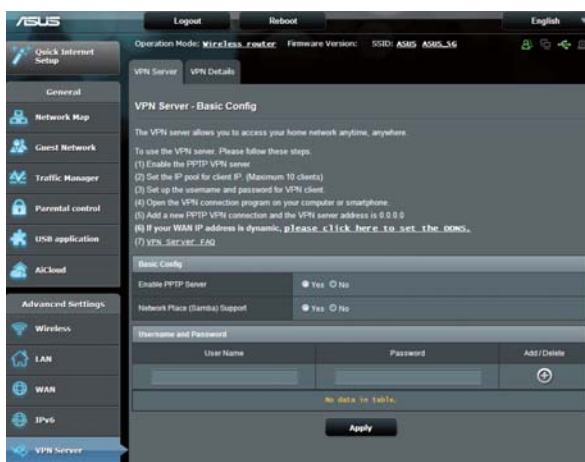 ASUS
Logout
Reboot
English
Operation Mode: Wireless router Firmware Version: SSID: ASUS ASUS_5G
Quick Internet Setup
General
Network Map
Guest Network
Traffic Manager
Parental control
USB application
AiCloud
Advanced Settings
Wireless
LAN
WAN
IPv6
VPN Server
VPN Server
VPN Details
VPN Server - Basic Config
The VPN server allows you to access your home network anytime, anywhere.
To use the VPN server. Please follow these steps.
(1) Enable the PPTP VPN server
(2) Set the IP pool for client IP. (Maximum 10 clients)
(3) Set up the username and password for VPN client.
(4) Open the VPN connection program on your computer or smartphone.
(5) Add a new PPTP VPN connection and the VPN server address is 0.0.0.0
(6) If your WAN IP address is dynamic, please click here to set the DDNS.
(7) VPN Server FAQ
Basic Config
Enable PPTP Server
Yes No
Network Place (Samba) Support
Yes No
Username and Password
User Name
Password
Add / Delete
No data in table.
Apply